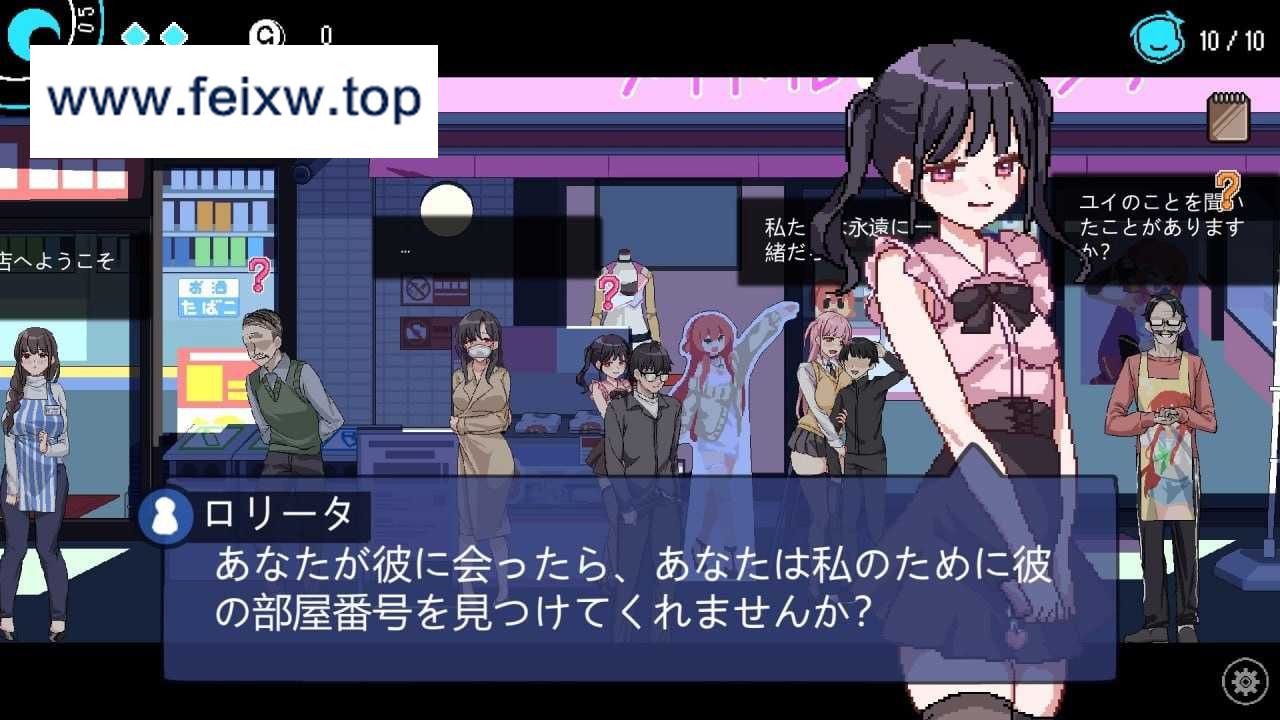 05
0
10 / 10
www.feixw.top
店へようこそ
お酒
たばこ
…
私た
永遠に一
緒だ
ユイのことを聞い
たことがあります
か?
ロリータ
あなたが彼に会ったら、あなたは私のために彼
の部屋番号を見つけてくれませんか?